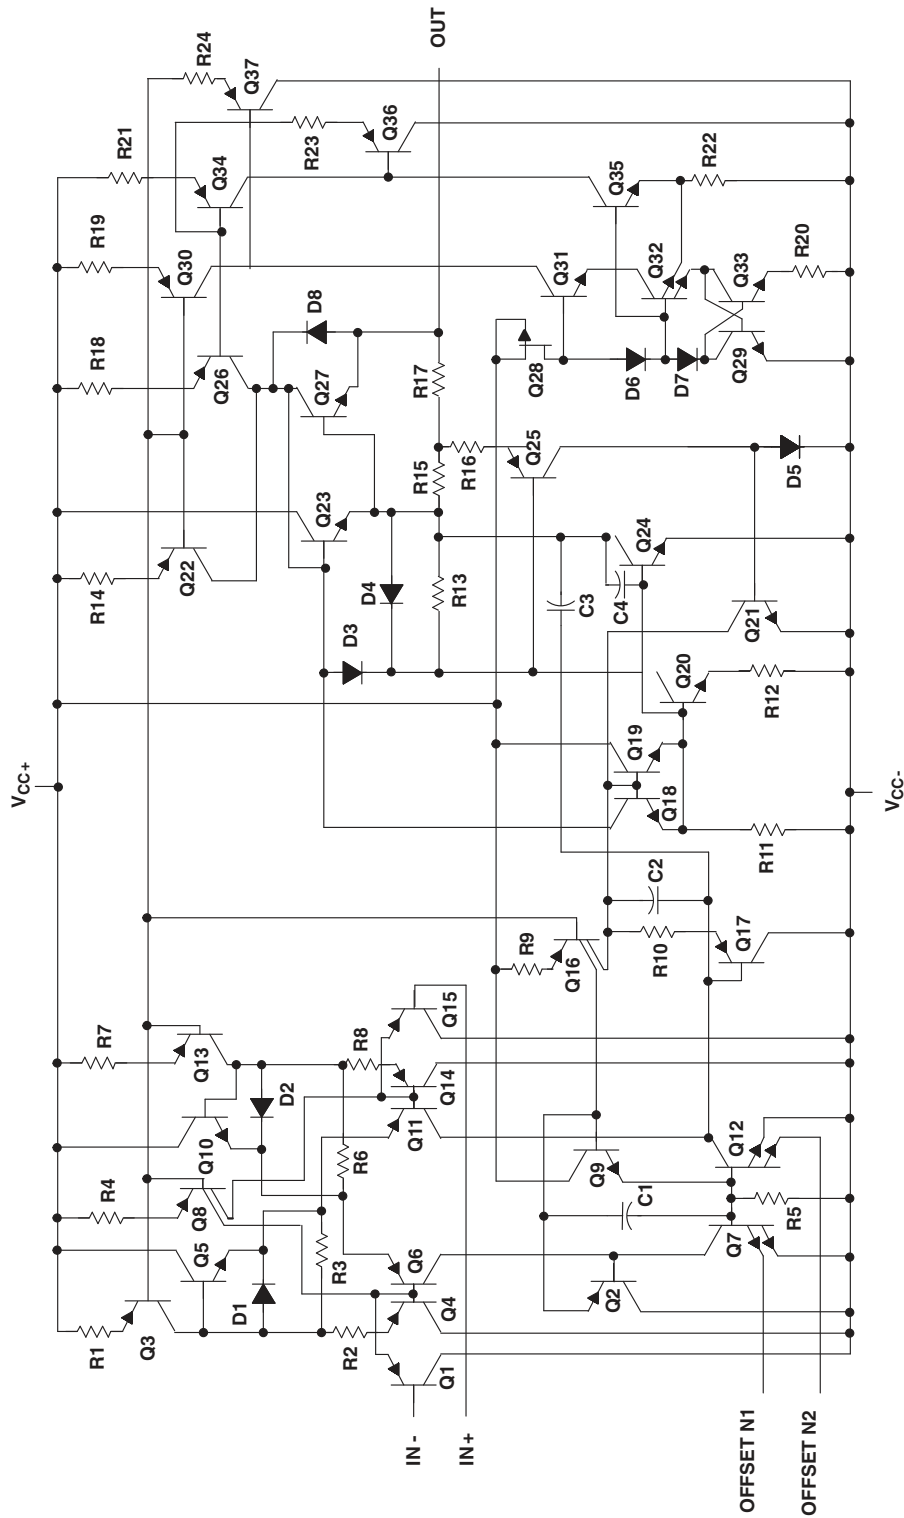 OUT
R24
Q37
R21
R23
Q36
Q34
R19
Q30
Q35
R22
Q31
Q32
R20
Q33
D8
R18
Q26
Q27
R17
Q28
D6
D7
Q29
R16
Q25
R15
D5
Q23
R14
Q22
D4
R13
C3
C4
Q24
Q21
D3
Q20
R12
VCC+
Q19
Q18
R11
VCC-
C2
R9
Q16
R10
Q17
R7
Q13
Q15
R8
Q14
D2
Q10
Q11
R6
Q12
Q9
R4
Q8
C1
R5
Q5
R3
Q6
Q7
D1
Q4
Q2
R1
Q3
R2
Q1
IN -
IN+
OFFSET N1
OFFSET N2